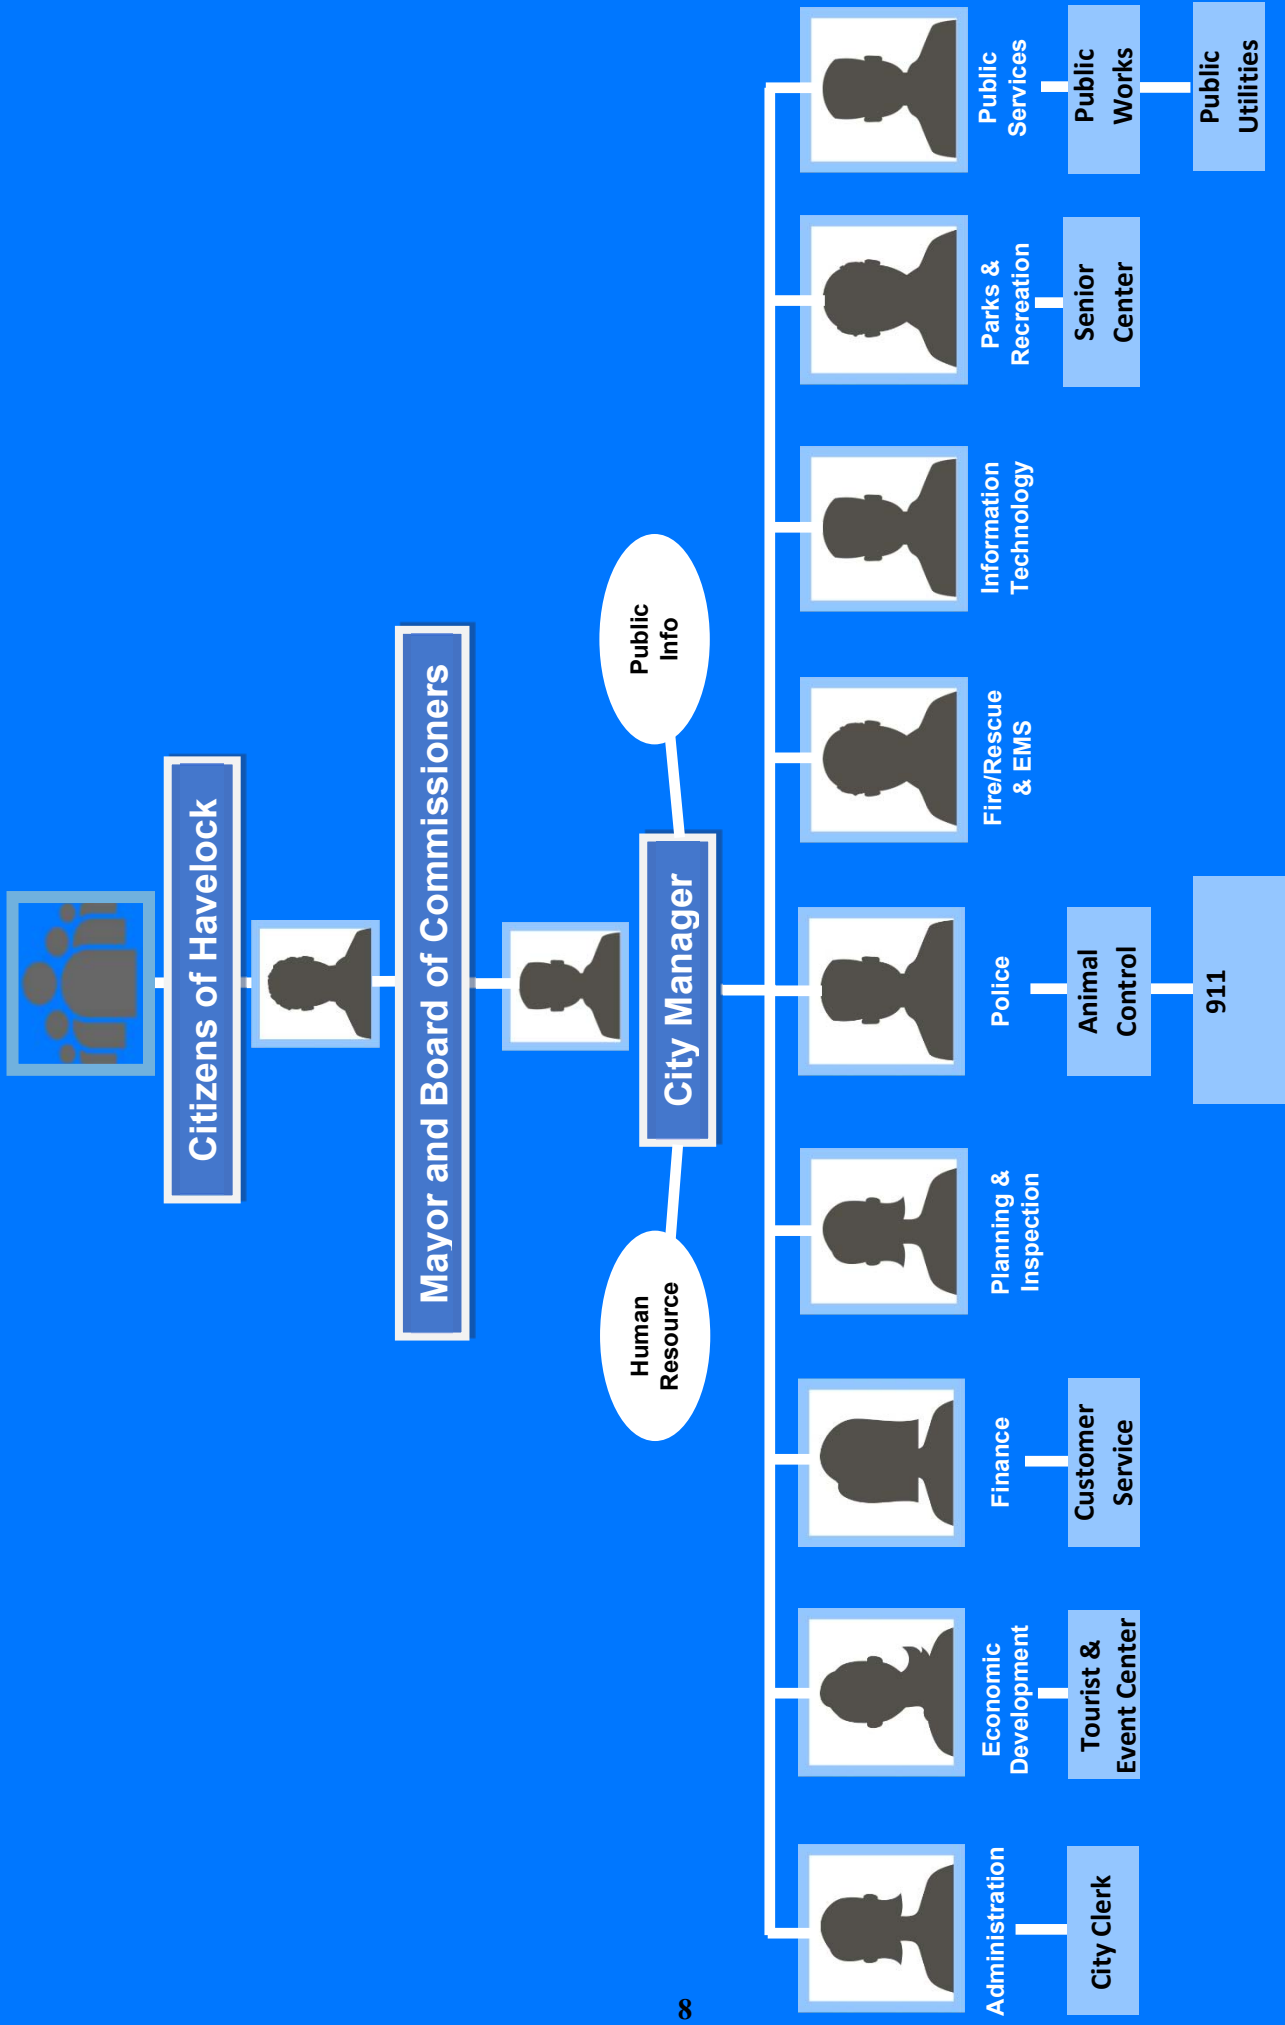 Citizens of Havelock
Mayor and Board of Commissioners
Human
Resource
City Manager
Public
Info
Administration
City Clerk
Economic
Development
Tourist &
Event Center
Finance
Customer
Service
Planning &
Inspection
Police
Animal
Control
911
Fire/Rescue
& EMS
Information
Technology
Parks &
Recreation
Senior
Center
Public
Services
Public
Works
Public
Utilities
8